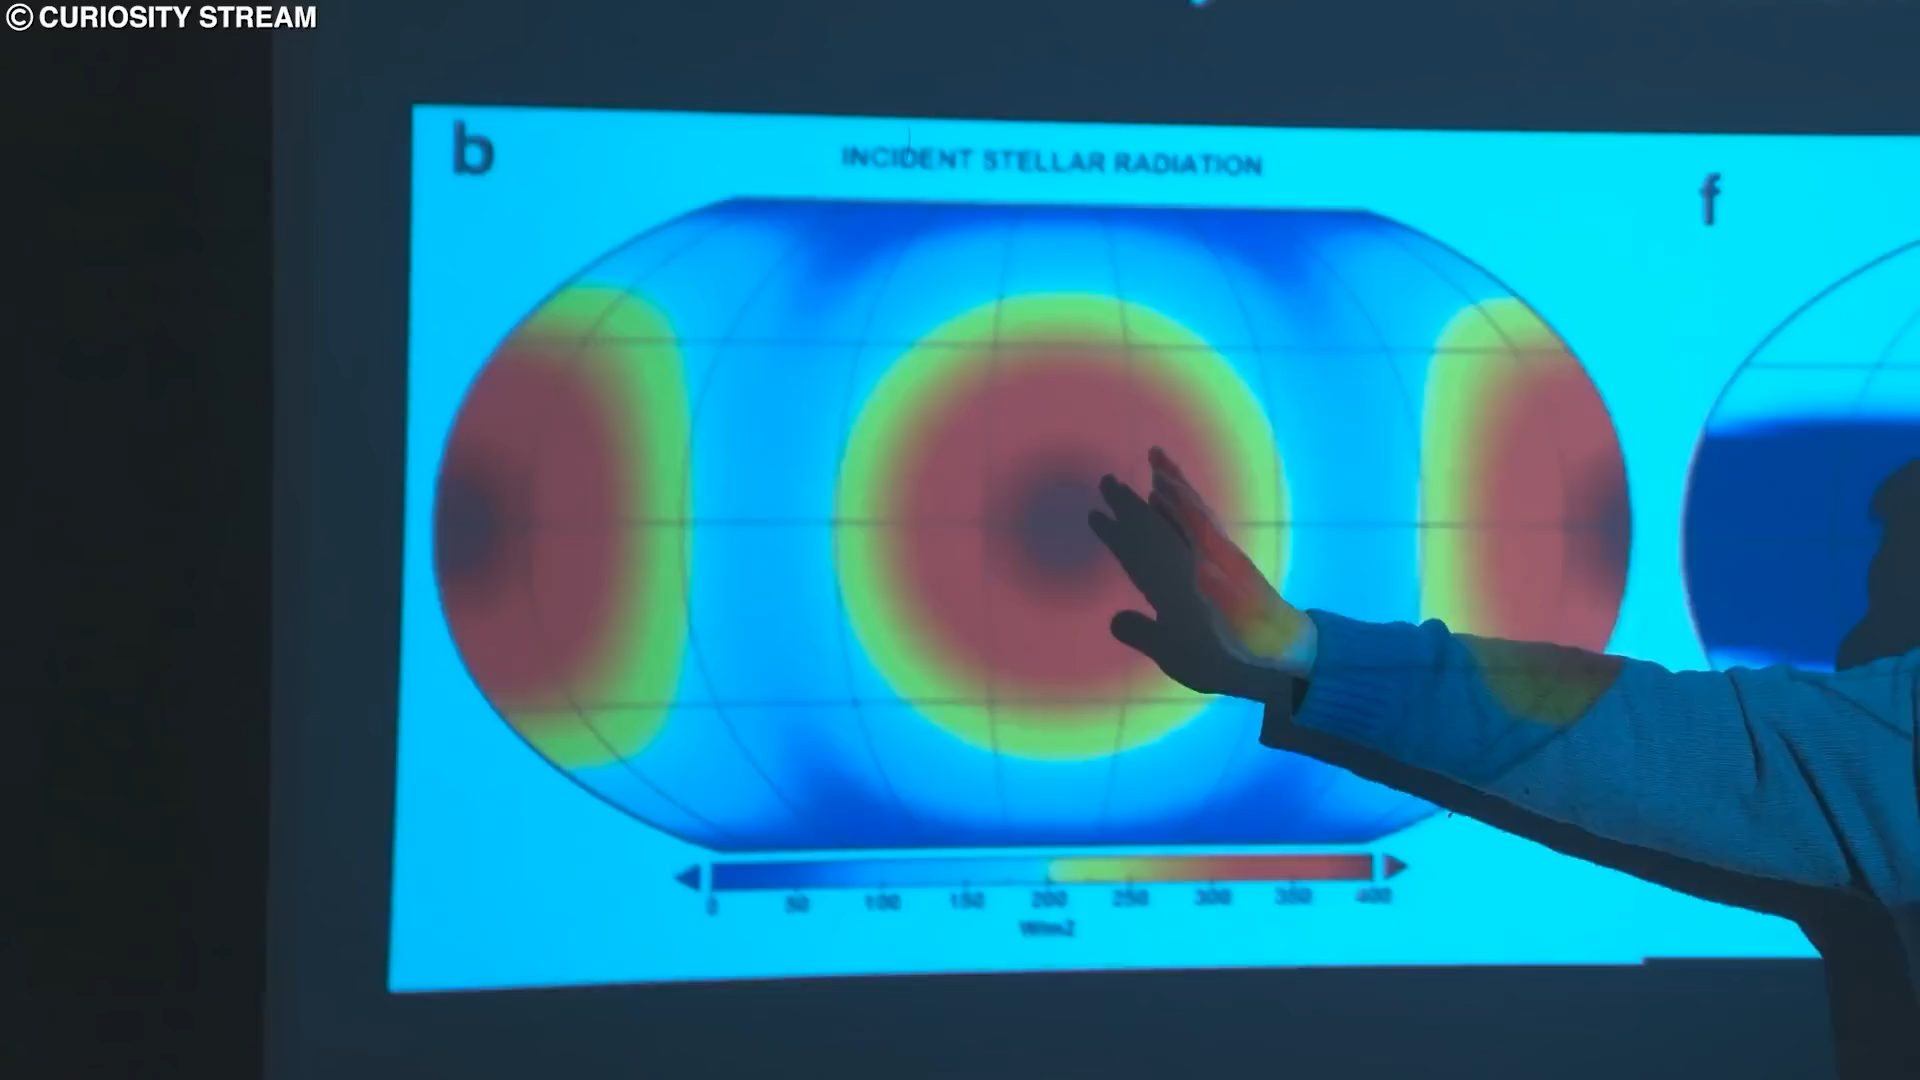 © CURIOSITY STREAM
b
INCIDENT STELLAR RADIATION
f
0 50 100 150 200 250 300 350 400
W/m2